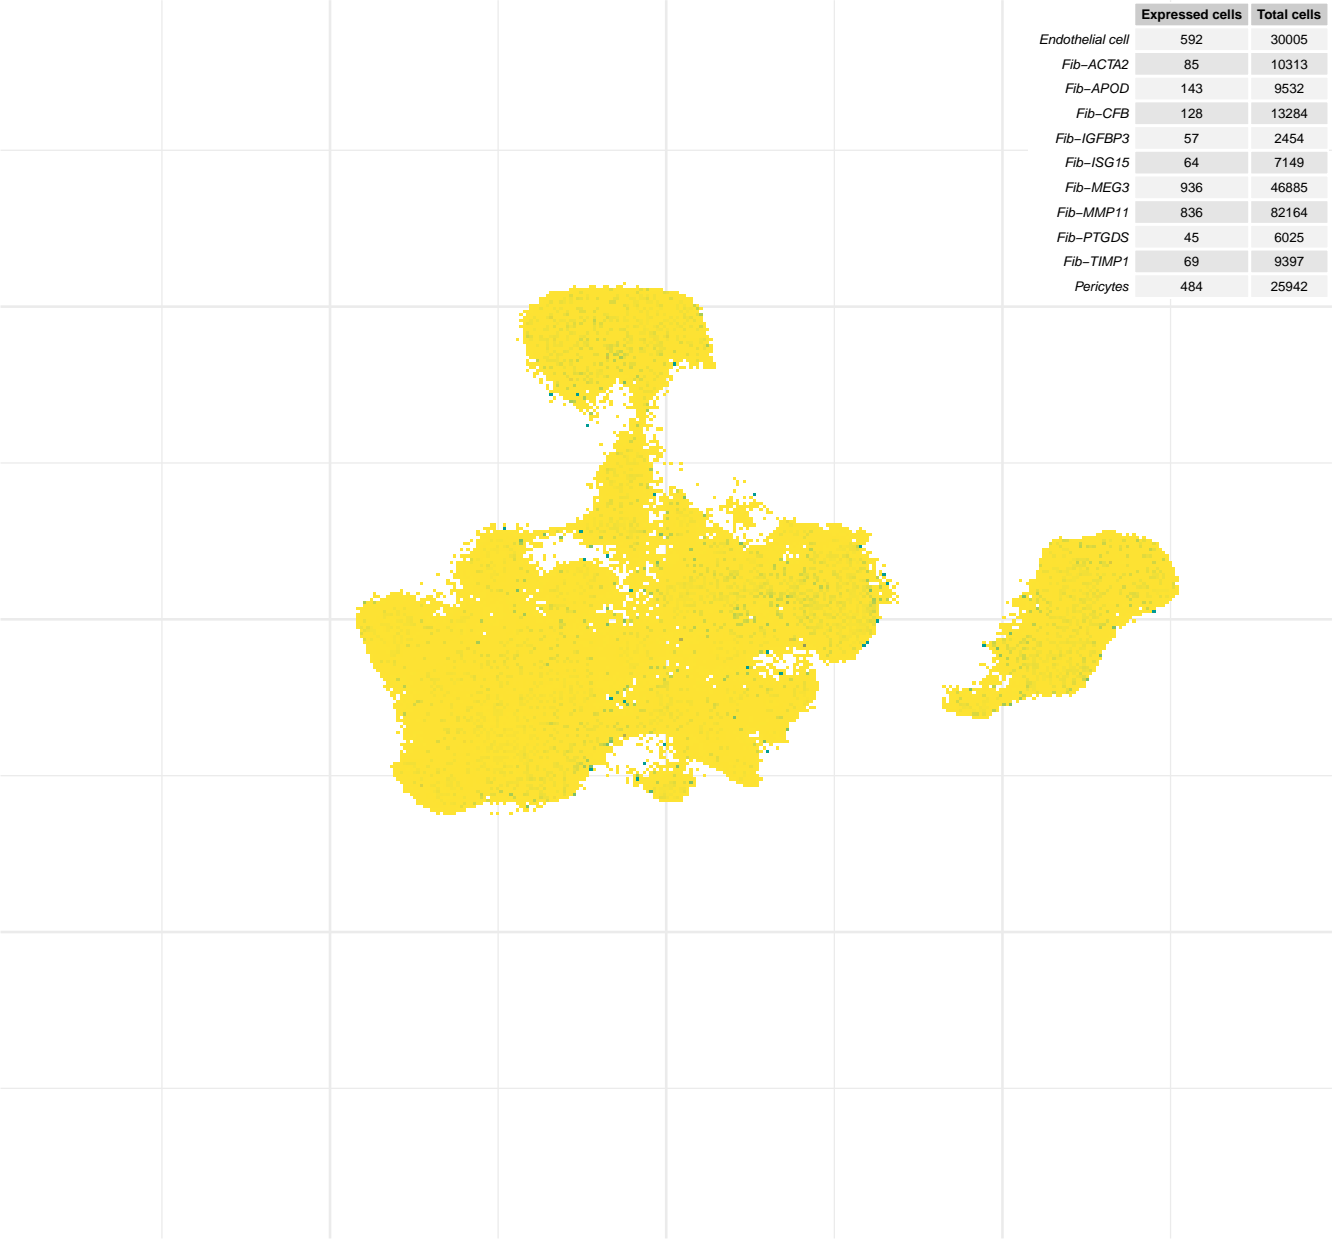 Expressed cells Total cells
Endothelial cell 592 30005
Fib−ACTA2 85 10313
Fib−APOD 143 9532
Fib−CFB 128 13284
Fib−IGFBP3 57 2454
Fib−ISG15 64 7149
Fib−MEG3 936 46885
Fib−MMP11 836 82164
Fib−PTGDS 45 6025
Fib−TIMP1 69 9397
Pericytes 484 25942